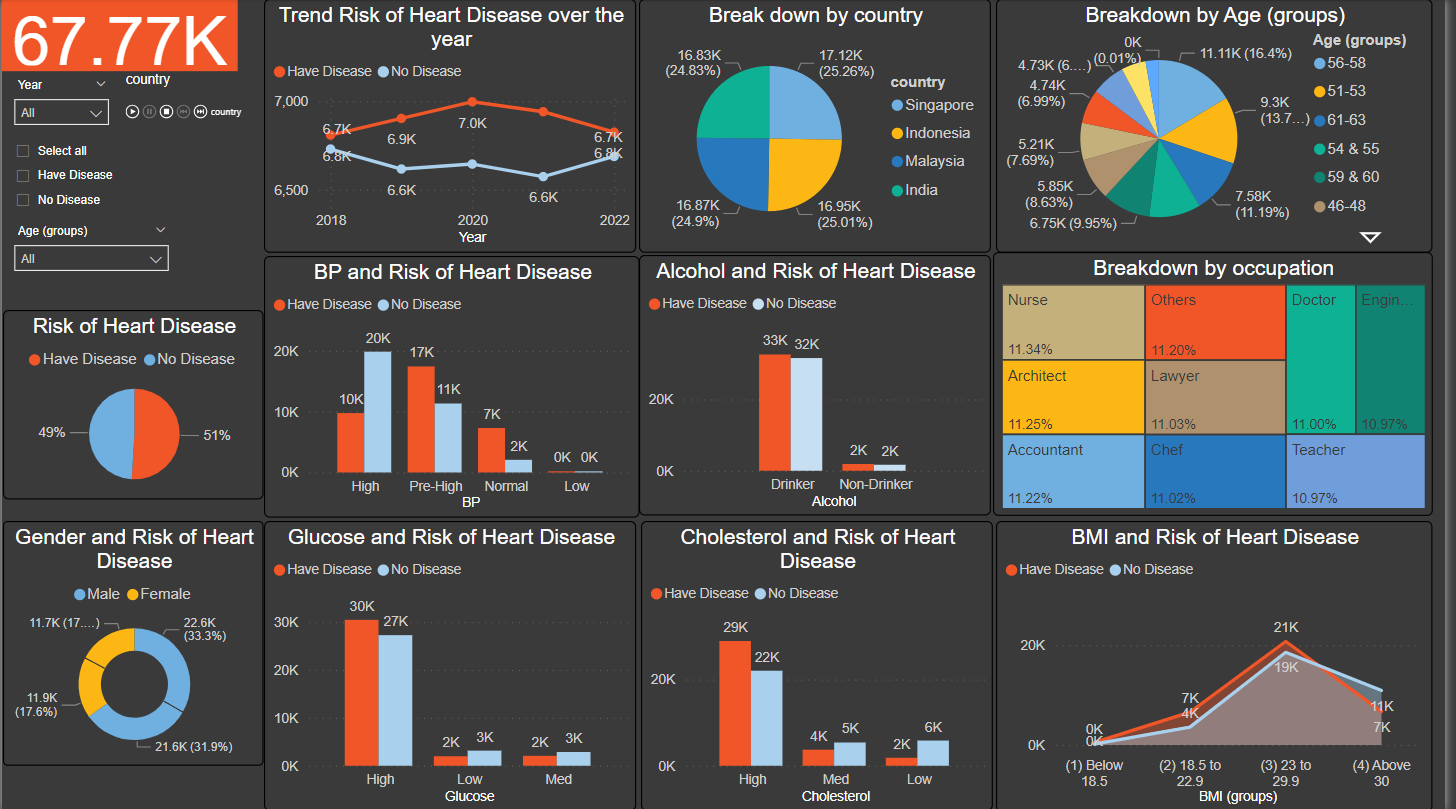 67.77K
Year
All
country
country
Select all
Have Disease
No Disease
Age (groups)
All
Risk of Heart Disease
Have Disease No Disease
49%
51%
Gender and Risk of Heart
Disease
Male Female
11.7K (17....)
22.6K
(33.3%)
11.9K
(17.6%)
21.6K (31.9%)
Trend Risk of Heart Disease over the
year
Have Disease No Disease
7,000
6,500
6.7K
6.8K
6.9K
6.6K
7.0K
6.6K
6.7K
6.8K
2018 2020 2022
Year
Break down by country
16.83K
(24.83%)
17.12K
(25.26%)
16.87K
(24.9%)
16.95K
(25.01%)
country
Singapore
Indonesia
Malaysia
India
Breakdown by Age (groups)
0K
(0.01%)
11.11K (16.4%)
4.73K (6....)
4.74K
(6.99%)
9.3K
(13.7...)
5.21K
(7.69%)
5.85K
(8.63%)
7.58K
(11.19%)
6.75K (9.95%)
Age (groups)
56-58
51-53
61-63
54 & 55
59 & 60
46-48
BP and Risk of Heart Disease
Have Disease No Disease
20K
10K
0K
10K 20K
17K 11K
7K 2K
0K 0K
High Pre-High Normal Low
BP
Alcohol and Risk of Heart Disease
Have Disease No Disease
20K
0K
33K 32K
2K 2K
Drinker Non-Drinker
Alcohol
Breakdown by occupation
Nurse
11.34%
Others
11.20%
Doctor
11.00%
Engin...
10.97%
Architect
11.25%
Lawyer
11.03%
Accountant
11.22%
Chef
11.02%
Teacher
10.97%
Glucose and Risk of Heart Disease
Have Disease No Disease
30K
20K
10K
0K
30K 27K
2K 3K
2K 3K
High Low Med
Glucose
Cholesterol and Risk of Heart
Disease
Have Disease No Disease
20K
0K
29K 22K
4K 5K
2K 6K
High Med Low
Cholesterol
BMI and Risk of Heart Disease
Have Disease No Disease
20K
0K
0K
0K
7K
4K
21K
19K
11K
7K
(1) Below
18.5
(2) 18.5 to
22.9
(3) 23 to
29.9
(4) Above
30
BMI (groups)